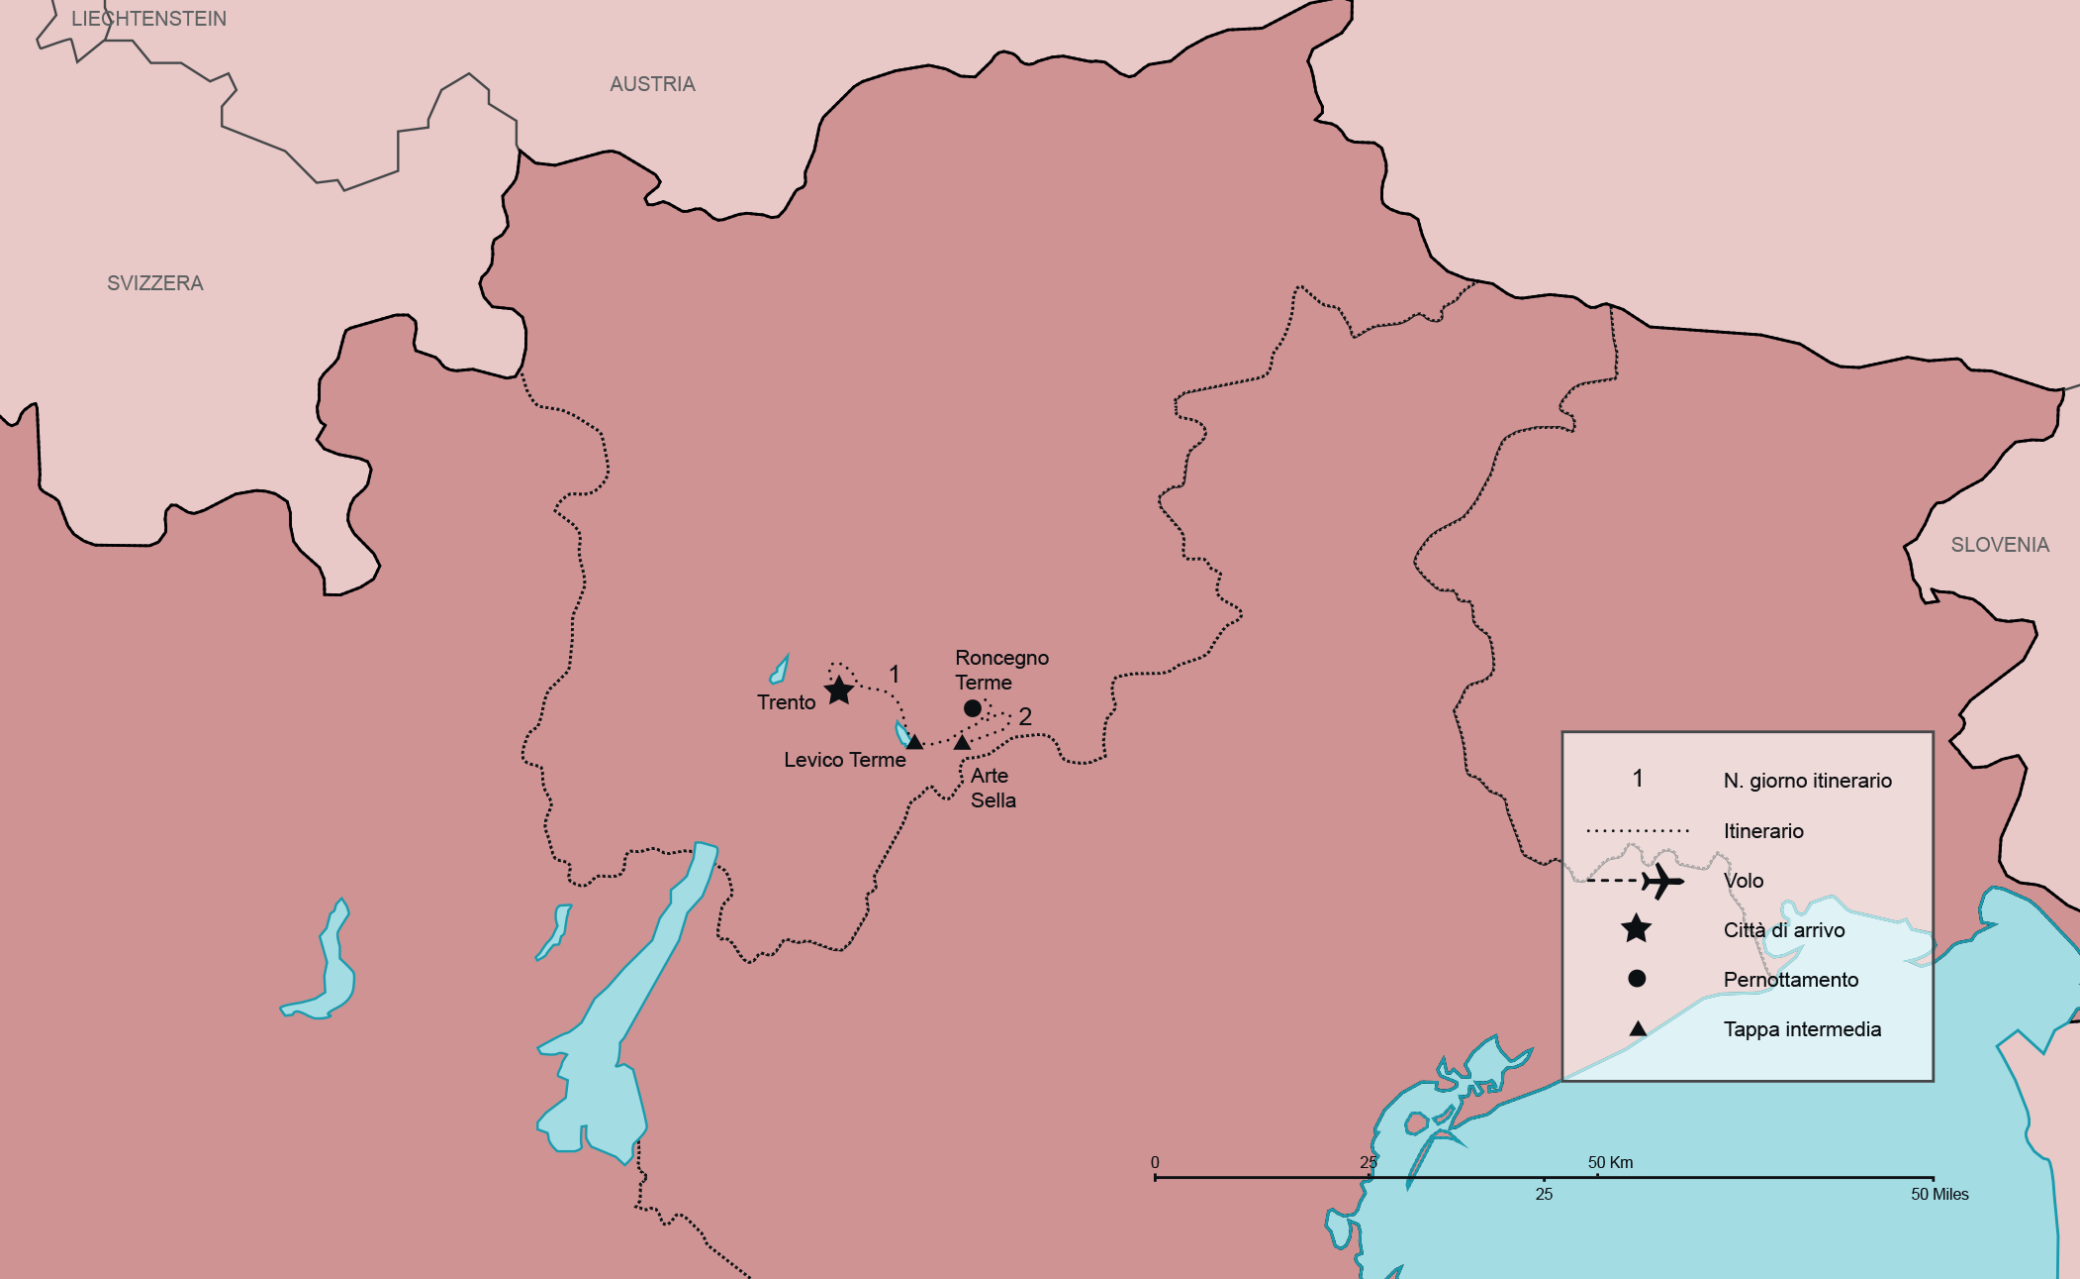 LIECHTENSTEIN
AUSTRIA
SVIZZERA
SLOVENIA
Roncegno
Terme
1
Trento
2
Levico Terme
Arte
Sella
1 N. giorno itinerario
Itinerario
Volo
Città di arrivo
Pernottamento
Tappa intermedia
0 25 50 Km
25 50 Miles